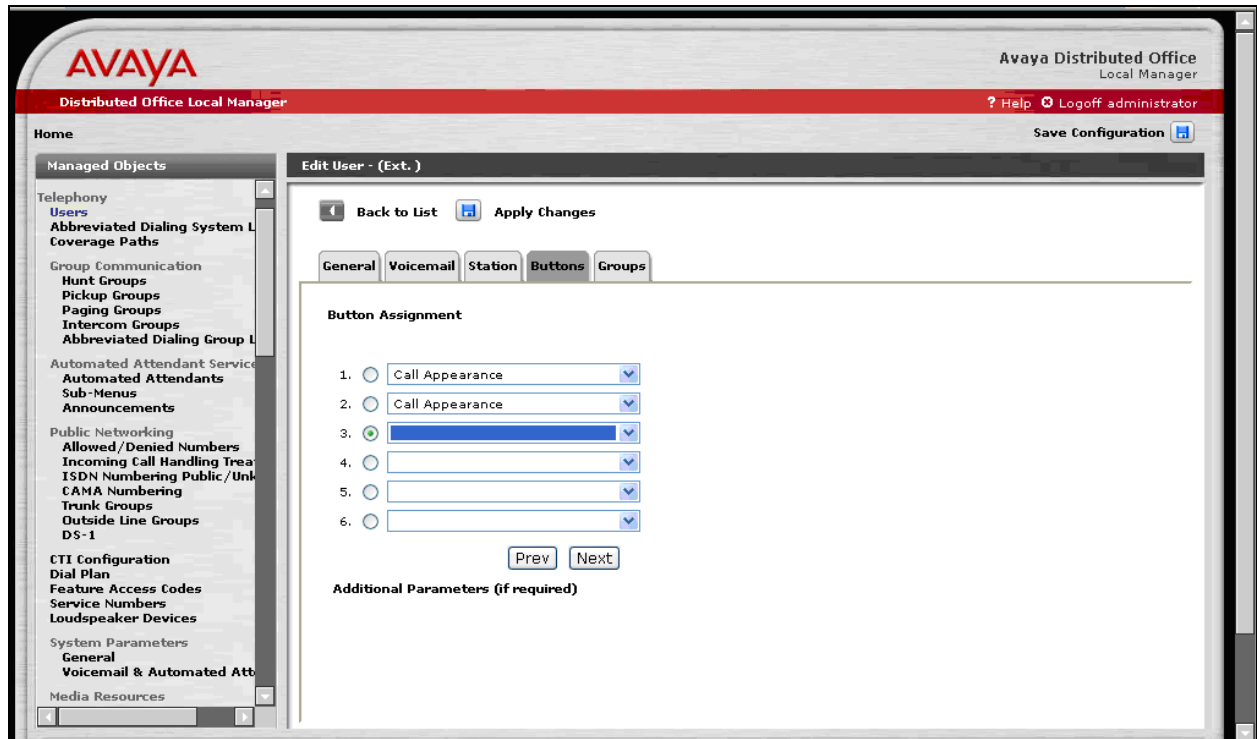 AVAYA
Avaya Distributed Office
Local Manager
Distributed Office Local Manager
? Help Logoff administrator
Home
Save Configuration
Managed Objects
Telephony
Users
Abbreviated Dialing System L
Coverage Paths
Group Communication
Hunt Groups
Pickup Groups
Paging Groups
Intercom Groups
Abbreviated Dialing Group L
Automated Attendant Service
Automated Attendants
Sub-Menus
Announcements
Public Networking
Allowed/Denied Numbers
Incoming Call Handling Trea
ISDN Numbering Public/Unk
CAMA Numbering
Trunk Groups
Outside Line Groups
DS-1
CTI Configuration
Dial Plan
Feature Access Codes
Service Numbers
Loudspeaker Devices
System Parameters
General
Voicemail & Automated Att
Media Resources
Edit User - (Ext. )
Back to List Apply Changes
General Voicemail Station Buttons Groups
Button Assignment
1. Call Appearance
2. Call Appearance
3.
4.
5.
6.
Prev Next
Additional Parameters (if required)